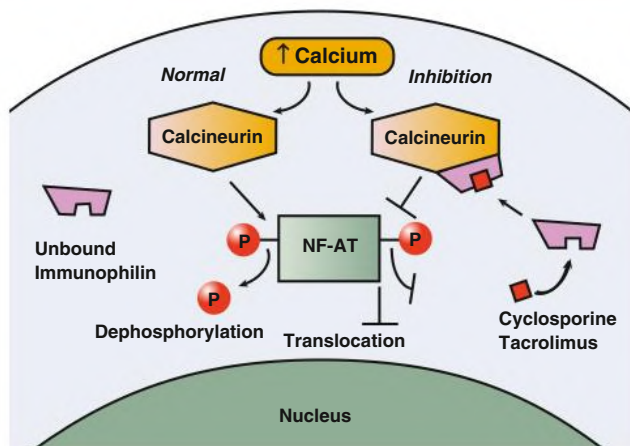 ↑ Calcium
Normal
Inhibition
Calcineurin
Calcineurin
P
NF-AT
P
Unbound
Immunophilin
P
Dephosphorylation
Translocation
Cyclosporine
Tacrolimus
Nucleus